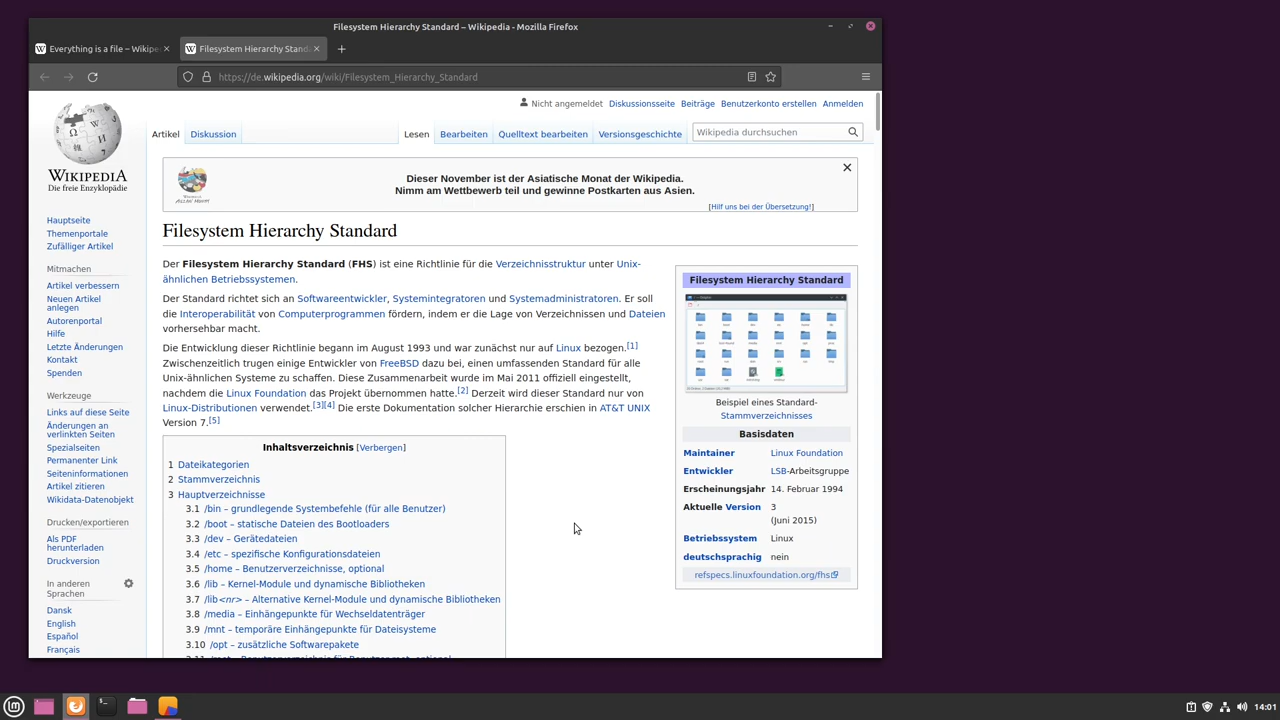 Filesystem Hierarchy Standard – Wikipedia - Mozilla Firefox
Everything is a file – Wikipe
Filesystem Hierarchy Stand
https://de.wikipedia.org/wiki/Filesystem_Hierarchy_Standard
Nicht angemeldet Diskussionsseite Beiträge Benutzerkonto erstellen Anmelden
Artikel Diskussion Lesen Bearbeiten Quelltext bearbeiten Versionsgeschichte Wikipedia durchsuchen
WIKIPEDIA
Die freie Enzyklopädie
Hauptseite
Themenportale
Zufälliger Artikel
Mitmachen
Artikel verbessern
Neuen Artikel
anlegen
Autorenportal
Hilfe
Letzte Änderungen
Kontakt
Spenden
Werkzeuge
Links auf diese Seite
Änderungen an
verlinkten Seiten
Spezialseiten
Permanenter Link
Seiteninformationen
Artikel zitieren
Wikidata-Datenobjekt
Drucken/exportieren
Als PDF
herunterladen
Druckversion
In anderen
Sprachen
Dansk
English
Español
Français
Dieser November ist der Asiatische Monat der Wikipedia.
Nimm am Wettbewerb teil und gewinne Postkarten aus Asien.
[Hilf uns bei der Übersetzung!]
Filesystem Hierarchy Standard
Der Filesystem Hierarchy Standard (FHS) ist eine Richtlinie für die Verzeichnisstruktur unter Unix-
ähnlichen Betriebssystemen.
Der Standard richtet sich an Softwareentwickler, Systemintegratoren und Systemadministratoren. Er soll
die Interoperabilität von Computerprogrammen fördern, indem er die Lage von Verzeichnissen und Dateien
vorhersehbar macht.
Die Entwicklung dieser Richtlinie begann im August 1993 und war zunächst nur auf Linux bezogen.[1]
Zwischenzeitlich trugen einige Entwickler von FreeBSD dazu bei, einen umfassenden Standard für alle
Unix-ähnlichen Systeme zu schaffen. Diese Zusammenarbeit wurde im Mai 2011 offiziell eingestellt,
nachdem die Linux Foundation das Projekt übernommen hatte.[2] Derzeit wird dieser Standard nur von
Linux-Distributionen verwendet.[3][4] Die erste Dokumentation solcher Hierarchie erschien in AT&T UNIX
Version 7.[5]
Inhaltsverzeichnis [Verbergen]
1 Dateikategorien
2 Stammverzeichnis
3 Hauptverzeichnisse
3.1 /bin – grundlegende Systembefehle (für alle Benutzer)
3.2 /boot – statische Dateien des Bootloaders
3.3 /dev – Gerätedateien
3.4 /etc – spezifische Konfigurationsdateien
3.5 /home – Benutzerverzeichnisse, optional
3.6 /lib – Kernel-Module und dynamische Bibliotheken
3.7 /lib<nr> – Alternative Kernel-Module und dynamische Bibliotheken
3.8 /media – Einhängepunkte für Wechseldatenträger
3.9 /mnt – temporäre Einhängepunkte für Dateisysteme
3.10 /opt – zusätzliche Softwarepakete
Filesystem Hierarchy Standard
Beispiel eines Standard-
Stammverzeichnisses
Basisdaten
Maintainer Linux Foundation
Entwickler LSB-Arbeitsgruppe
Erscheinungsjahr 14. Februar 1994
Aktuelle Version 3
(Juni 2015)
Betriebssystem Linux
deutschsprachig nein
refspecs.linuxfoundation.org/fhs
14:01